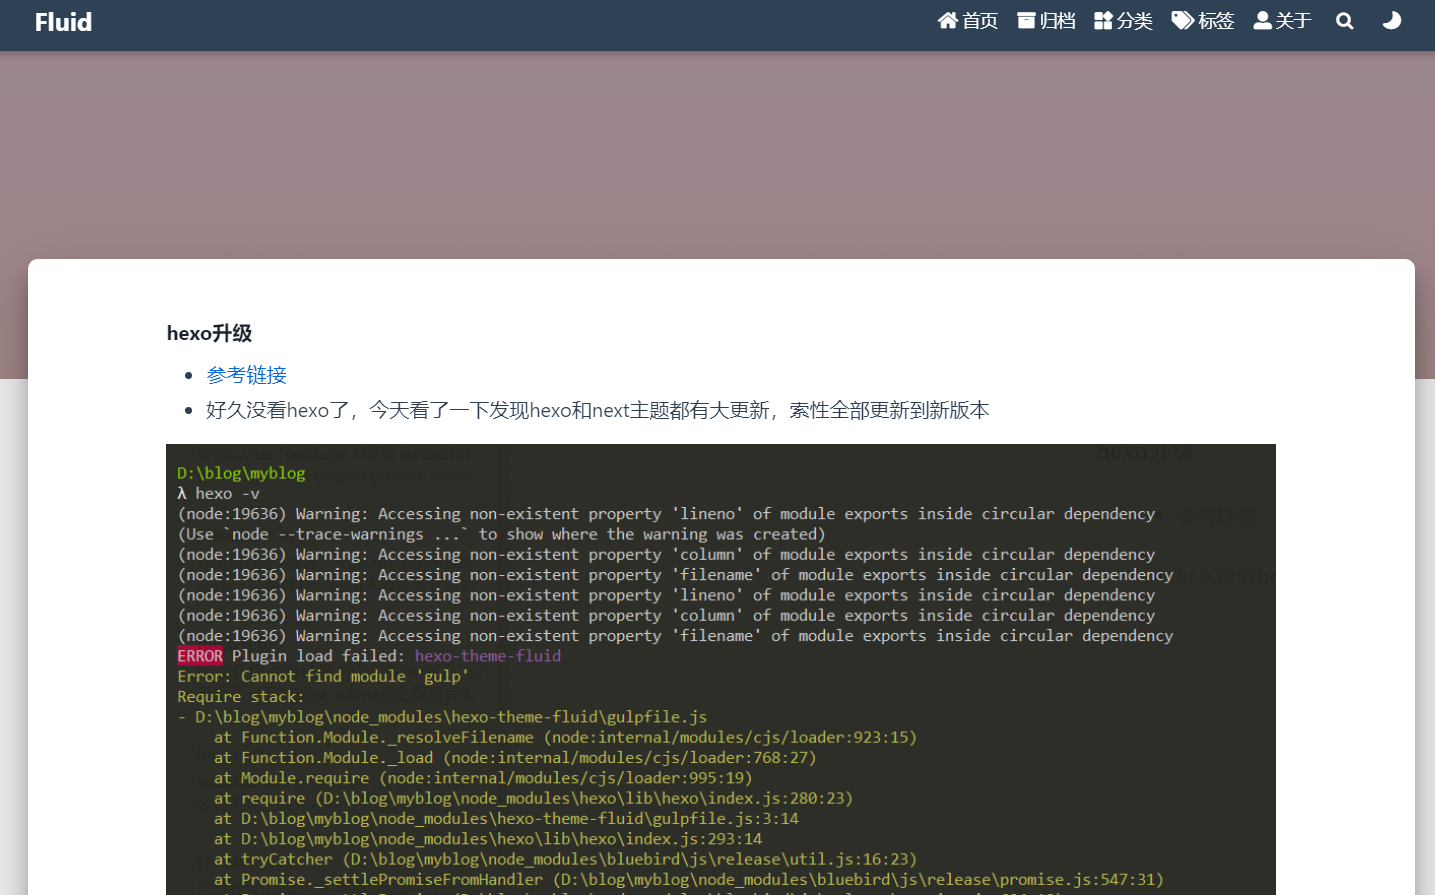 Fluid
首页 归档 分类 标签 关于
hexo升级
参考链接
好久没看hexo了，今天看了一下发现hexo和next主题都有大更新，索性全部更新到新版本
D:\blog\myblog
λ hexo -v
(node:19636) Warning: Accessing non-existent property 'lineno' of module exports inside circular dependency
(Use `node --trace-warnings ...` to show where the warning was created)
(node:19636) Warning: Accessing non-existent property 'column' of module exports inside circular dependency
(node:19636) Warning: Accessing non-existent property 'filename' of module exports inside circular dependency
(node:19636) Warning: Accessing non-existent property 'lineno' of module exports inside circular dependency
(node:19636) Warning: Accessing non-existent property 'column' of module exports inside circular dependency
(node:19636) Warning: Accessing non-existent property 'filename' of module exports inside circular dependency
ERROR Plugin load failed: hexo-theme-fluid
Error: Cannot find module 'gulp'
Require stack:
- D:\blog\myblog\node_modules\hexo-theme-fluid\gulpfile.js
at Function.Module._resolveFilename (node:internal/modules/cjs/loader:923:15)
at Function.Module._load (node:internal/modules/cjs/loader:768:27)
at Module.require (node:internal/modules/cjs/loader:995:19)
at require (D:\blog\myblog\node_modules\hexo\lib\hexo\index.js:280:23)
at D:\blog\myblog\node_modules\hexo-theme-fluid\gulpfile.js:3:14
at D:\blog\myblog\node_modules\hexo\lib\hexo\index.js:293:14
at tryCatcher (D:\blog\myblog\node_modules\bluebird\js\release\util.js:16:23)
at Promise._settlePromiseFromHandler (D:\blog\myblog\node_modules\bluebird\js\release\promise.js:547:31)